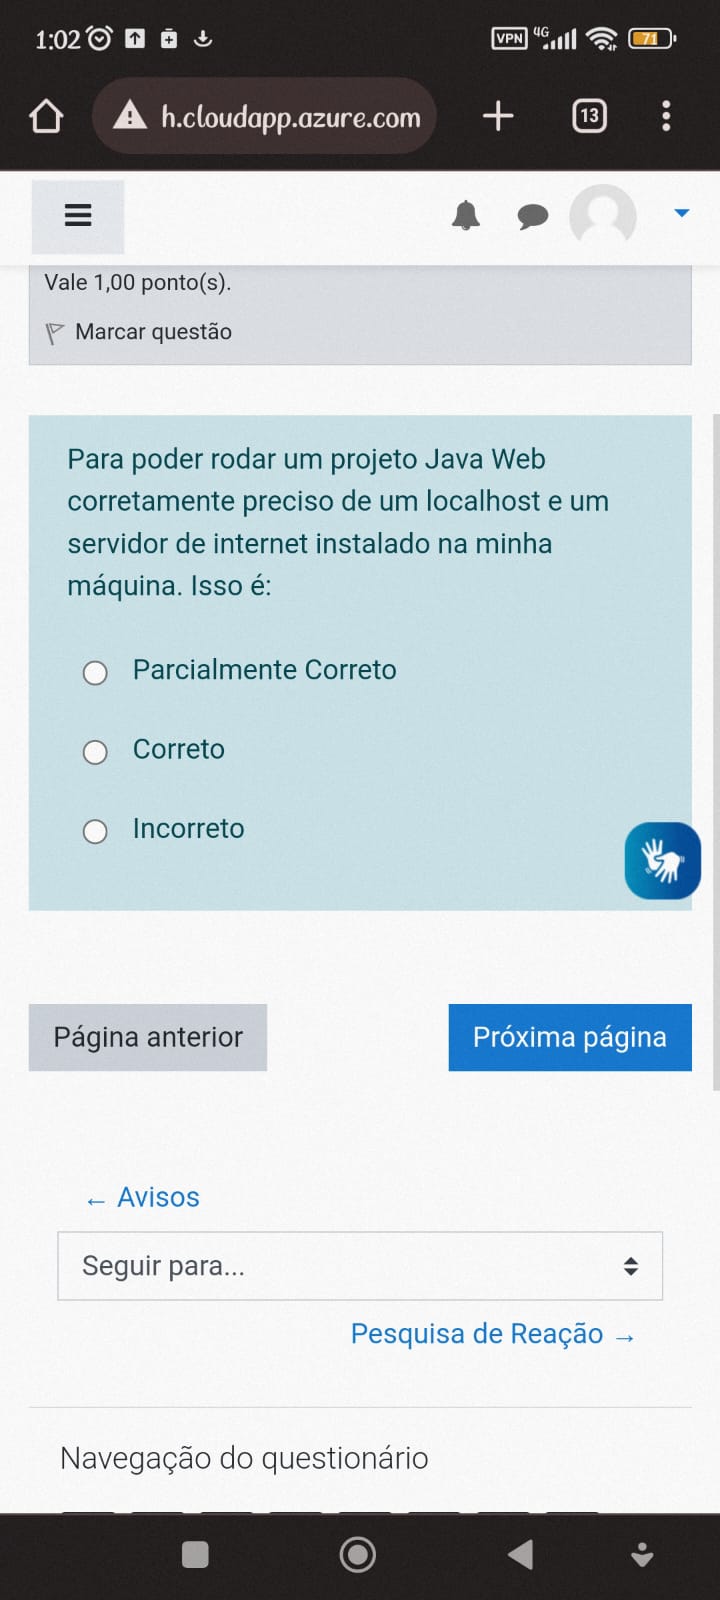 1:02
VPN 4G 71
h.cloudapp.azure.com
13
Vale 1,00 ponto(s).
Marcar questão
Para poder rodar um projeto Java Web
corretamente preciso de um localhost e um
servidor de internet instalado na minha
máquina. Isso é:
Parcialmente Correto
Correto
Incorreto
Página anterior
Próxima página
← Avisos
Seguir para...
Pesquisa de Reação →
Navegação do questionário